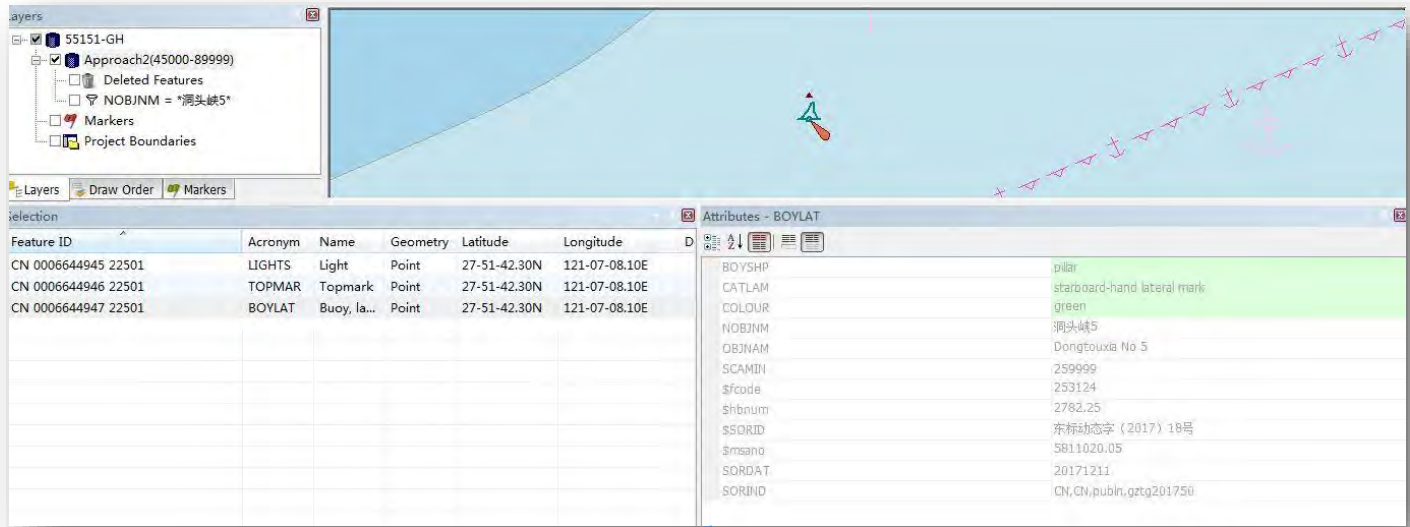 ayers
55151-GH
Approach2(45000-89999)
Deleted Features
NOBJNM = *洞头峡5*
Markers
Project Boundaries
Layers Draw Order Markers
election
Feature ID Acronym Name Geometry Latitude Longitude D
CN 0006644945 22501 LIGHTS Light Point 27-51-42.30N 121-07-08.10E
CN 0006644946 22501 TOPMAR Topmark Point 27-51-42.30N 121-07-08.10E
CN 0006644947 22501 BOYLAT Buoy, la... Point 27-51-42.30N 121-07-08.10E
Attributes - BOYLAT
BOYSHP pillar
CATLAM starboard-hand lateral mark
COLOUR green
NOBJNM 洞头峡5
OBJNAM Dongtouxia No 5
SCAMIN 259999
$fcode 253124
$hbnum 2782.25
$SORID 东标动态字（2017）18号
$msano 5811020.05
SORDAT 20171211
SORIND CN,CN,pubin,gztg201750